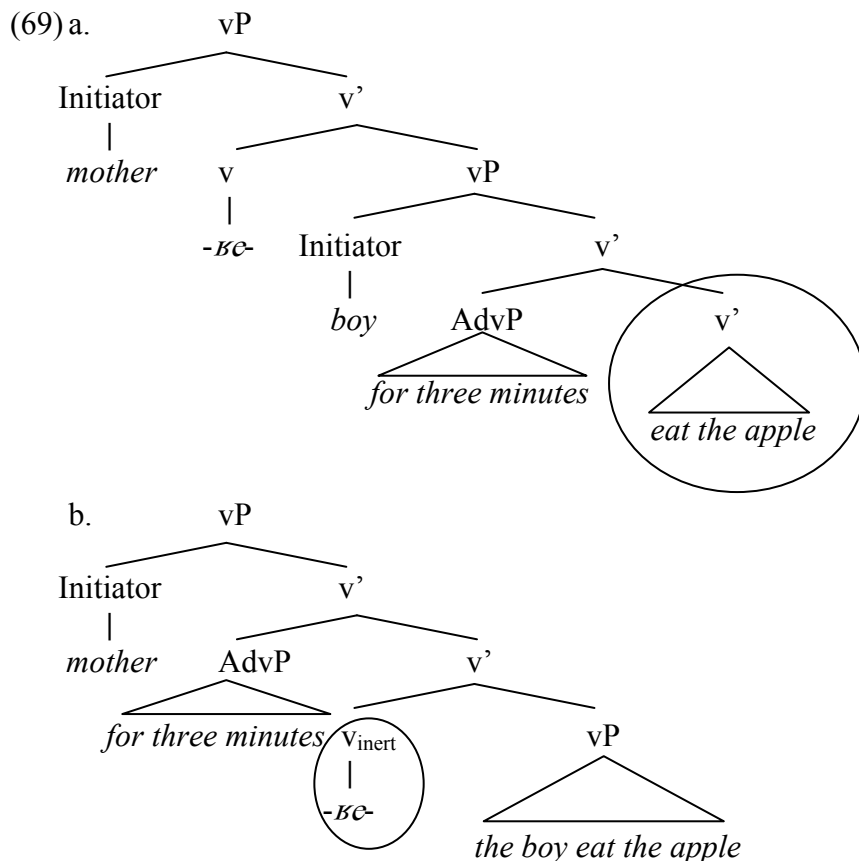 (69) a. vP
Initiator v’
mother v vP
-ʁe- Initiator v’
boy AdvP v’
for three minutes
eat the apple
b. vP
Initiator v’
mother AdvP v’
for three minutes vinert vP
-ʁe-
the boy eat the apple